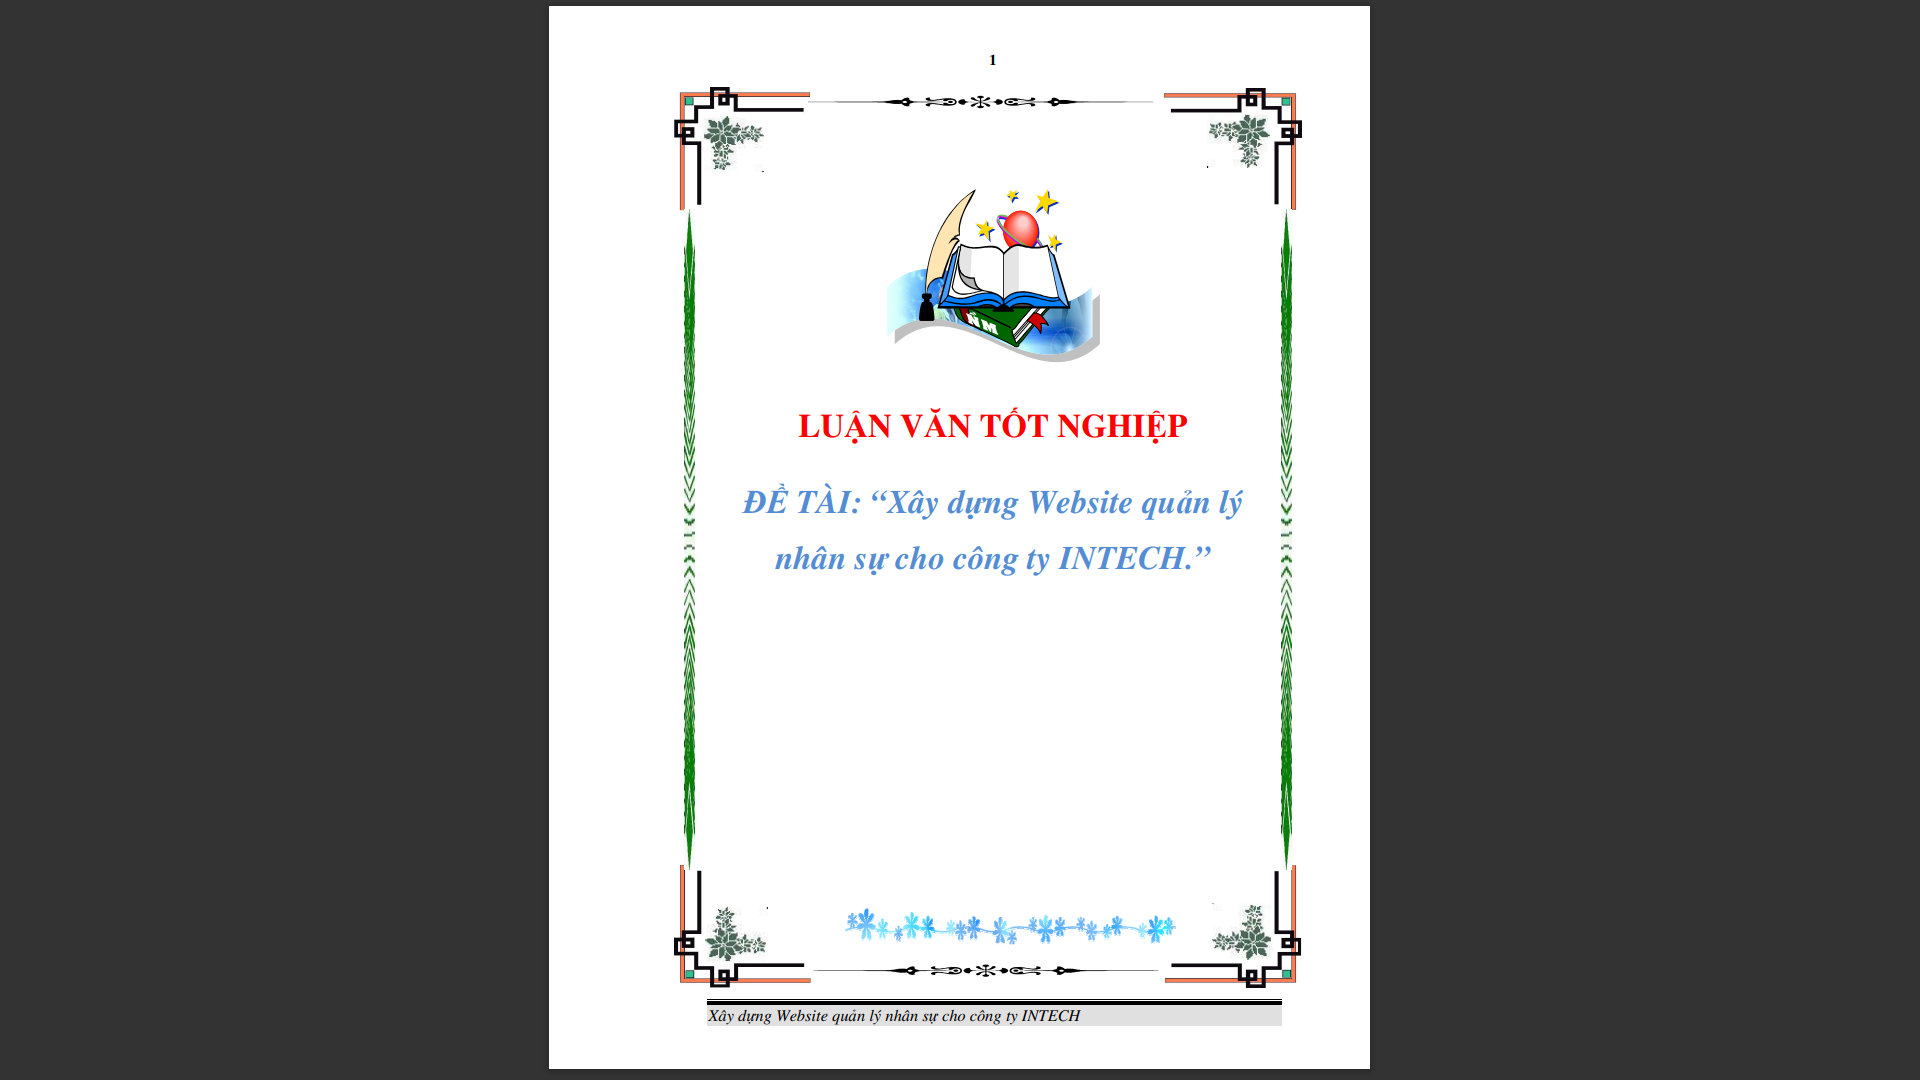 1
ÑM
LUẬN VĂN TỐT NGHIỆP
ĐỀ TÀI: “Xây dựng Website quản lý
nhân sự cho công ty INTECH.”
Xây dựng Website quản lý nhân sự cho công ty INTECH